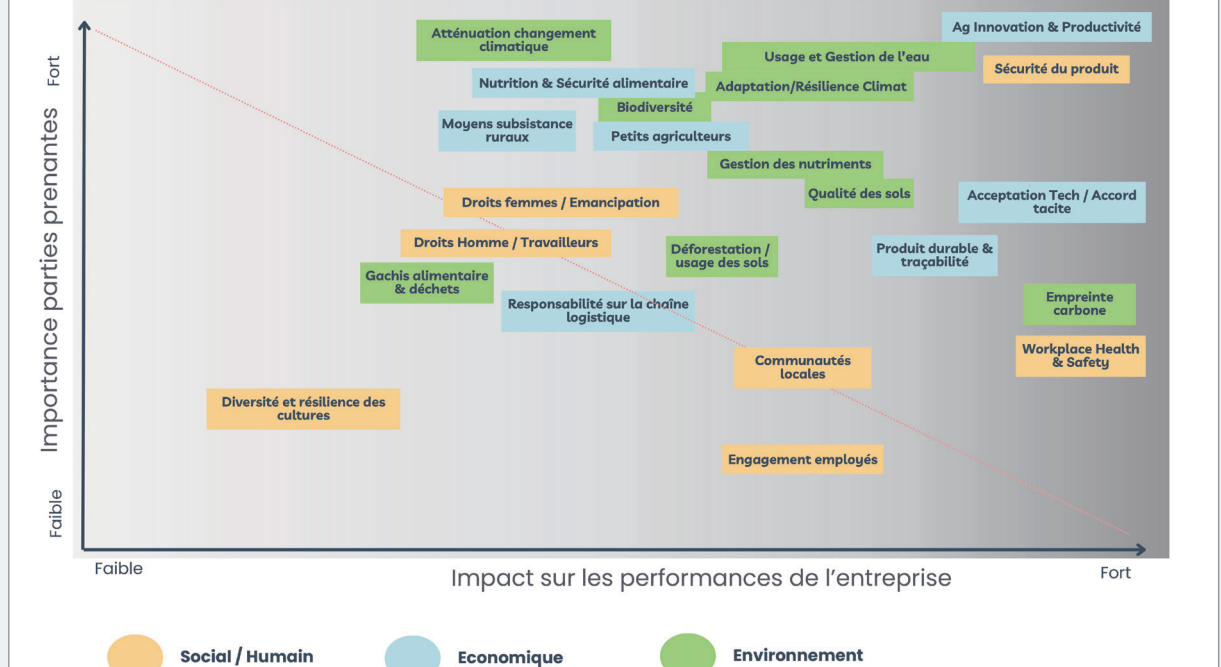 Ag Innovation & Productivité
Atténuation changement
climatique
Usage et Gestion de l'eau
Sécurité du produit
Fort
Nutrition & Sécurité alimentaire
Adaptation/Résilience Climat
Biodiversité
Moyens subsistance
ruraux
Petits agriculteurs
Gestion des nutriments
Qualité des sols
Droits femmes / Emancipation
Acceptation Tech / Accord
tacite
Droits Homme / Travailleurs
Déforestation /
usage des sols
Produit durable &
traçabilité
Gachis alimentaire
& déchets
Responsabilité sur la chaîne
logistique
Empreinte
carbone
Importance parties prenantes
Workplace Health
& Safety
Communautés
locales
Diversité et résilience des
cultures
Engagement employés
Faible
Faible
Impact sur les performances de l'entreprise
Fort
Social / Humain
Economique
Environnement